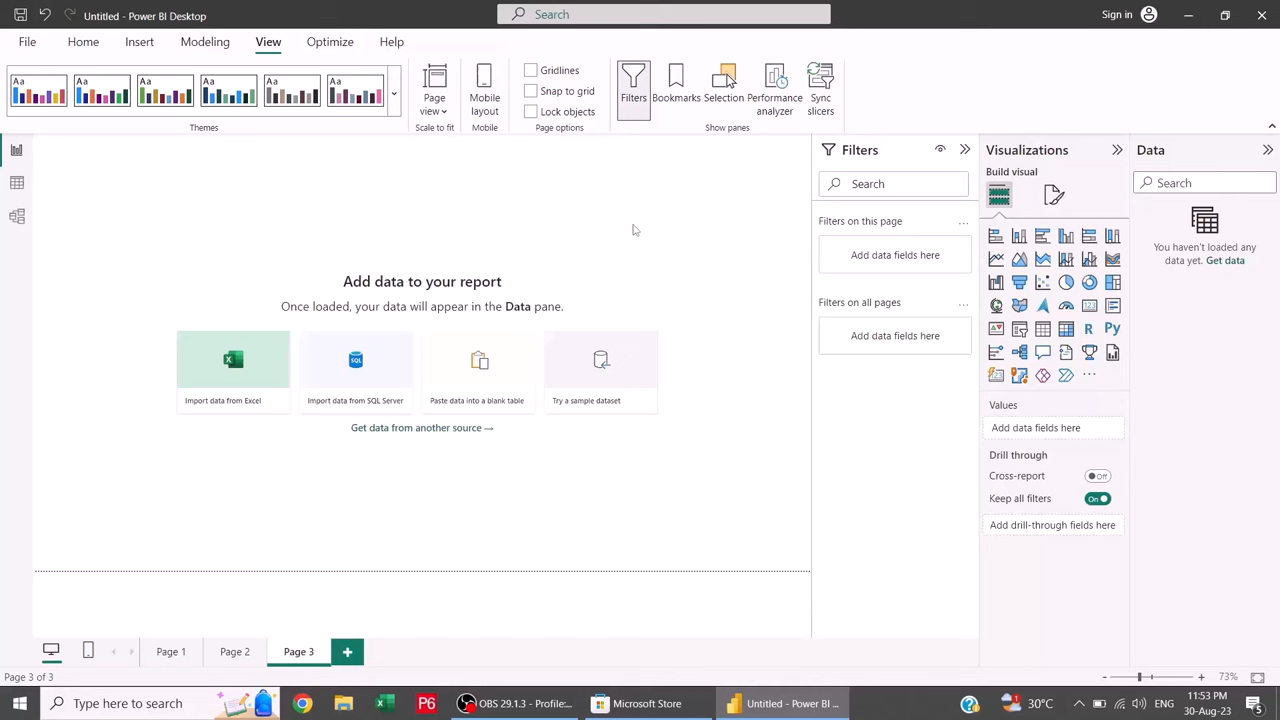 Untitled - Power BI Desktop
Search
Sign in
File
Home
Insert
Modeling
View
Optimize
Help
Aa
Aa
Aa
Aa
Aa
Aa
Themes
Page
view
Scale to fit
Mobile
layout
Mobile
Gridlines
Snap to grid
Lock objects
Page options
Filters
Bookmarks
Selection
Performance
analyzer
Sync
slicers
Show panes
Filters
Search
Filters on this page
...
Add data fields here
Filters on all pages
...
Add data fields here
Visualizations
Build visual
R
Py
...
Values
Add data fields here
Drill through
Cross-report
Off
Keep all filters
On
Add drill-through fields here
Data
Search
You haven't loaded any
data yet. Get data
Add data to your report
Once loaded, your data will appear in the Data pane.
SQL
Import data from Excel
Import data from SQL Server
Paste data into a blank table
Try a sample dataset
Get data from another source →
Page 1
Page 2
Page 3
Page 3 of 3
- + 73%
Type here to search
P6
OBS 29.1.3 - Profile:...
Microsoft Store
Untitled - Power BI ...
30°C
11:53 PM
30-Aug-23